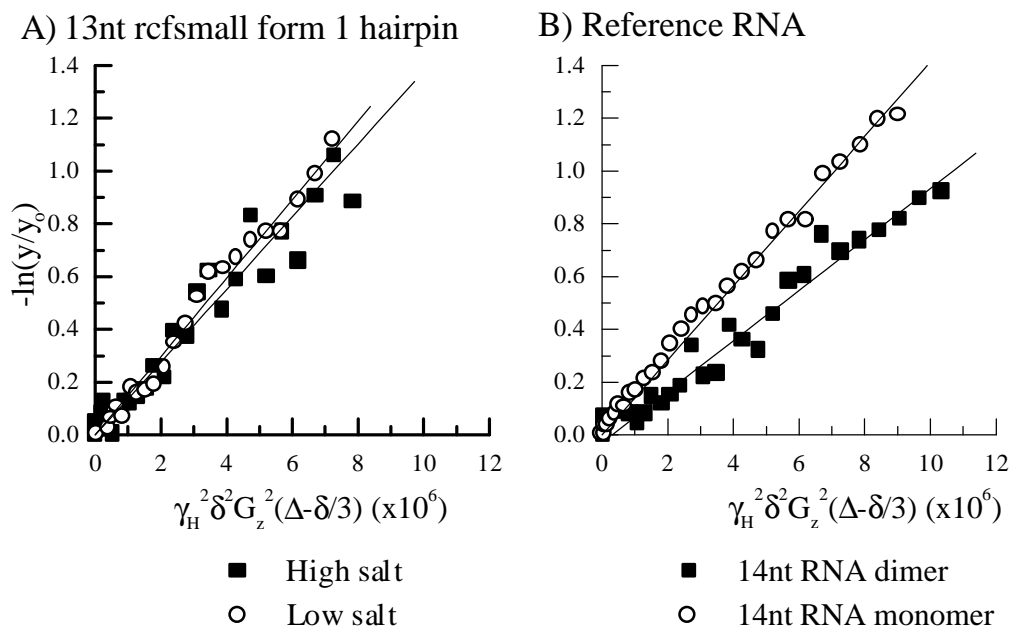 A) 13nt rcfsmall form 1 hairpin
B) Reference RNA
-ln(y/y₀)
1.4
1.2
1.0
0.8
0.6
0.4
0.2
0.0
0 2 4 6 8 10 12
γ_H²δ²G_z²(Δ-δ/3) (x10⁶)
High salt
Low salt
1.4
1.2
1.0
0.8
0.6
0.4
0.2
0.0
0 2 4 6 8 10 12
γ_H²δ²G_z²(Δ-δ/3) (x10⁶)
14nt RNA dimer
14nt RNA monomer